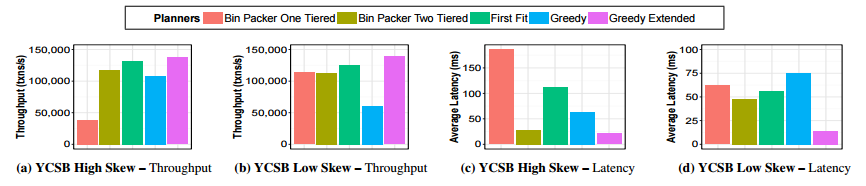 Planners Bin Packer One Tiered Bin Packer Two Tiered First Fit Greedy Greedy Extended
Throughput (txns/s)
150,000
100,000
50,000
0
(a) YCSB High Skew – Throughput
Throughput (txns/s)
150,000
100,000
50,000
0
(b) YCSB Low Skew – Throughput
Average Latency (ms)
150
100
50
0
(c) YCSB High Skew – Latency
Average Latency (ms)
100
75
50
25
0
(d) YCSB Low Skew – Latency